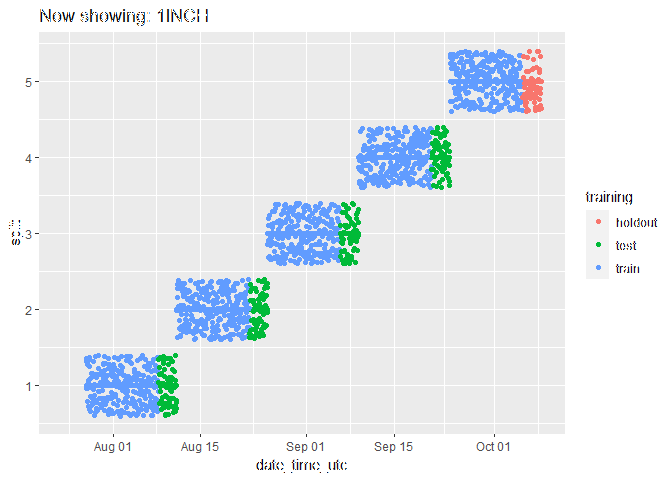 Now showing: 1INCH
5
4
3
2
1
split
Aug 01 Aug 15 Sep 01 Sep 15 Oct 01
date_time_utc
training
holdout
test
train